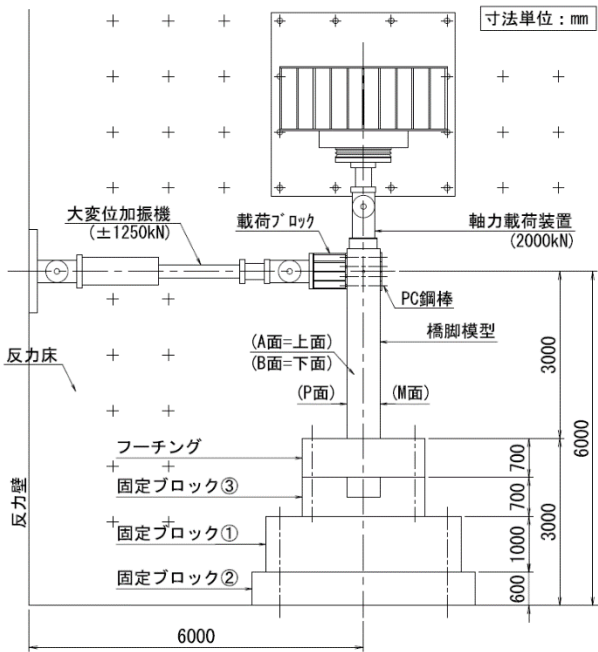 寸法単位：mm
大変位加振機
(±1250kN)
載荷ﾌﾞﾛｯｸ
軸力載荷装置
(2000kN)
PC鋼棒
橋脚模型
(A面=上面)
(B面=下面)
(P面)
(M面)
反力床
反力壁
フーチング
固定ブロック③
固定ブロック①
固定ブロック②
3000
700
700
1000
600
3000
6000
6000